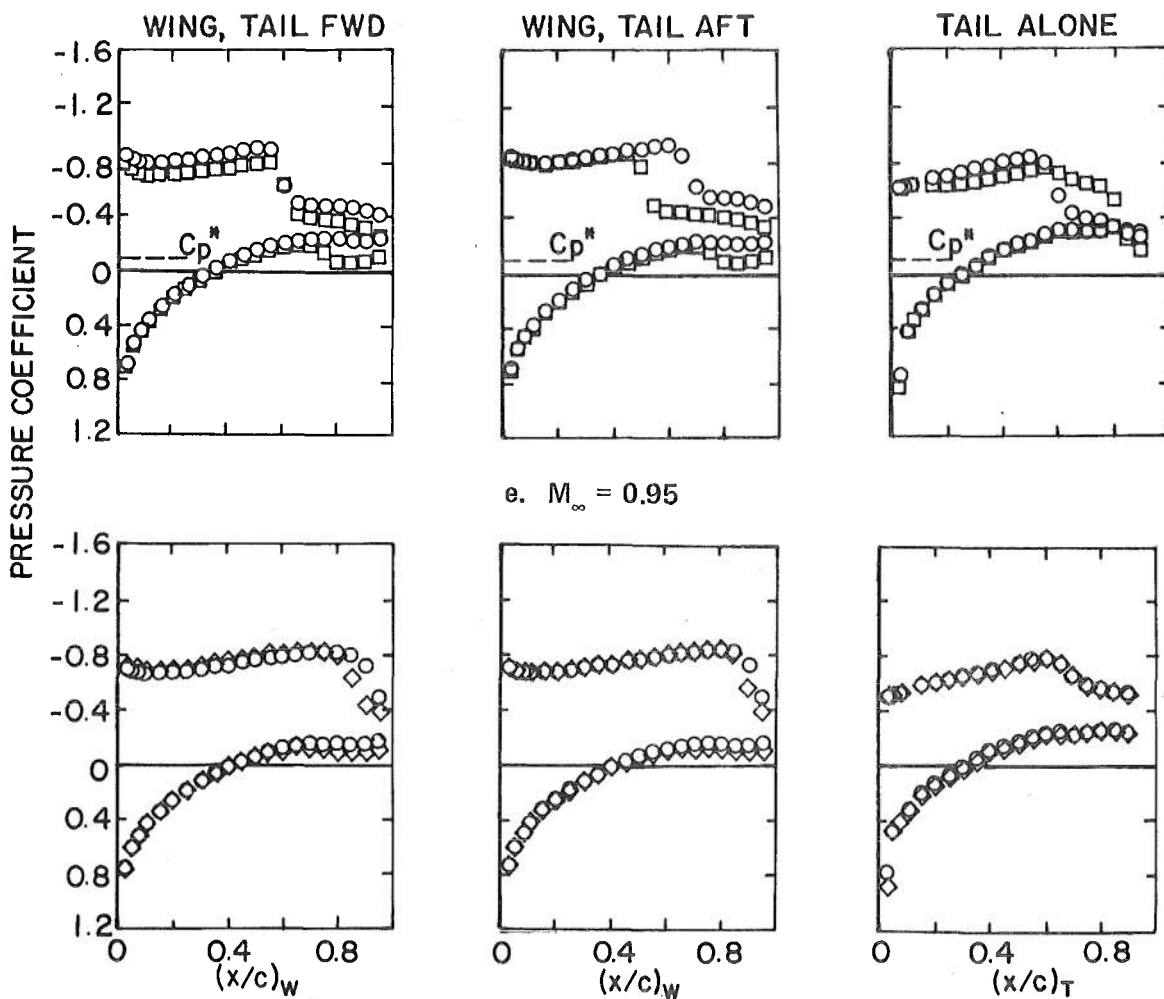 WING, TAIL FWD
WING, TAIL AFT
TAIL ALONE
PRESSURE COEFFICIENT
-1.6
-1.2
-0.8
-0.4
0
0.4
0.8
1.2
Cp*
Cp*
Cp*
e. M∞ = 0.95
-1.6
-1.2
-0.8
-0.4
0
0.4
0.8
1.2
0 0.4 0.8
(x/c)W
0 0.4 0.8
(x/c)W
0 0.4 0.8
(x/c)T